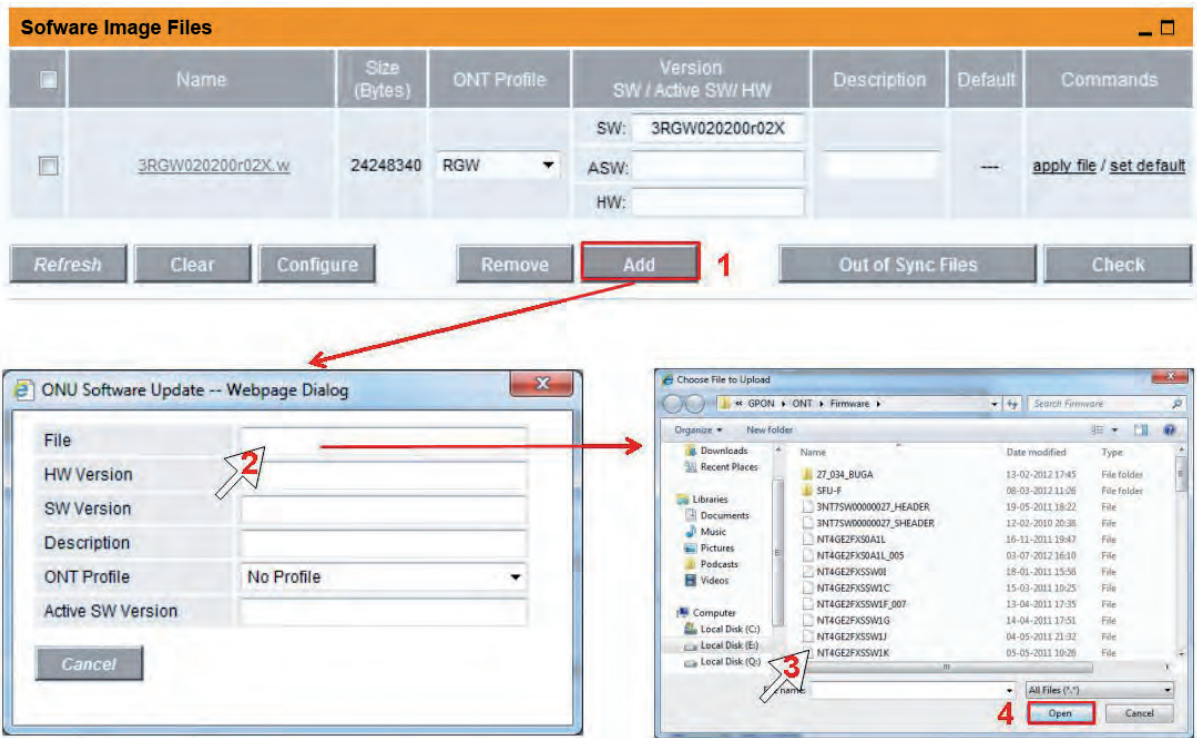 Sofware Image Files
Name
Size (Bytes)
ONT Profile
Version SW / Active SW/ HW
Description
Default
Commands
3RGW020200r02X.w
24248340
RGW
SW: 3RGW020200r02X
ASW:
HW:
---
apply file / set default
Refresh
Clear
Configure
Remove
Add
1
Out of Sync Files
Check
ONU Software Update -- Webpage Dialog
File
2
HW Version
SW Version
Description
ONT Profile No Profile
Active SW Version
Cancel
Choose File to Upload
« GPON ▸ ONT ▸ Firmware ▸
Search Firmware
Organize
New folder
Downloads
Recent Places
Libraries
Documents
Music
Pictures
Podcasts
Videos
Computer
Local Disk (C:)
Local Disk (E:)
Local Disk (Q:)
Name Date modified Type
27_034_BUGA 13-02-2012 17:45 File folder
SFU-F 08-03-2012 11:26 File folder
3NT7SW00000027_HEADER 19-05-2011 18:22 File
3NT7SW00000027_SHEADER 12-02-2010 20:38 File
NT4GE2FXS0A1L 16-11-2011 19:47 File
NT4GE2FXS0A1L_005 03-07-2012 16:10 File
NT4GE2FXSSW0I 18-01-2011 15:58 File
NT4GE2FXSSW1C 15-03-2011 10:25 File
NT4GE2FXSSW1F_007 13-04-2011 17:35 File
NT4GE2FXSSW1G 14-04-2011 17:51 File
NT4GE2FXSSW1J 04-05-2011 21:32 File
NT4GE2FXSSW1K 05-05-2011 10:26 File
3
name:
All Files (*.*)
4
Open
Cancel